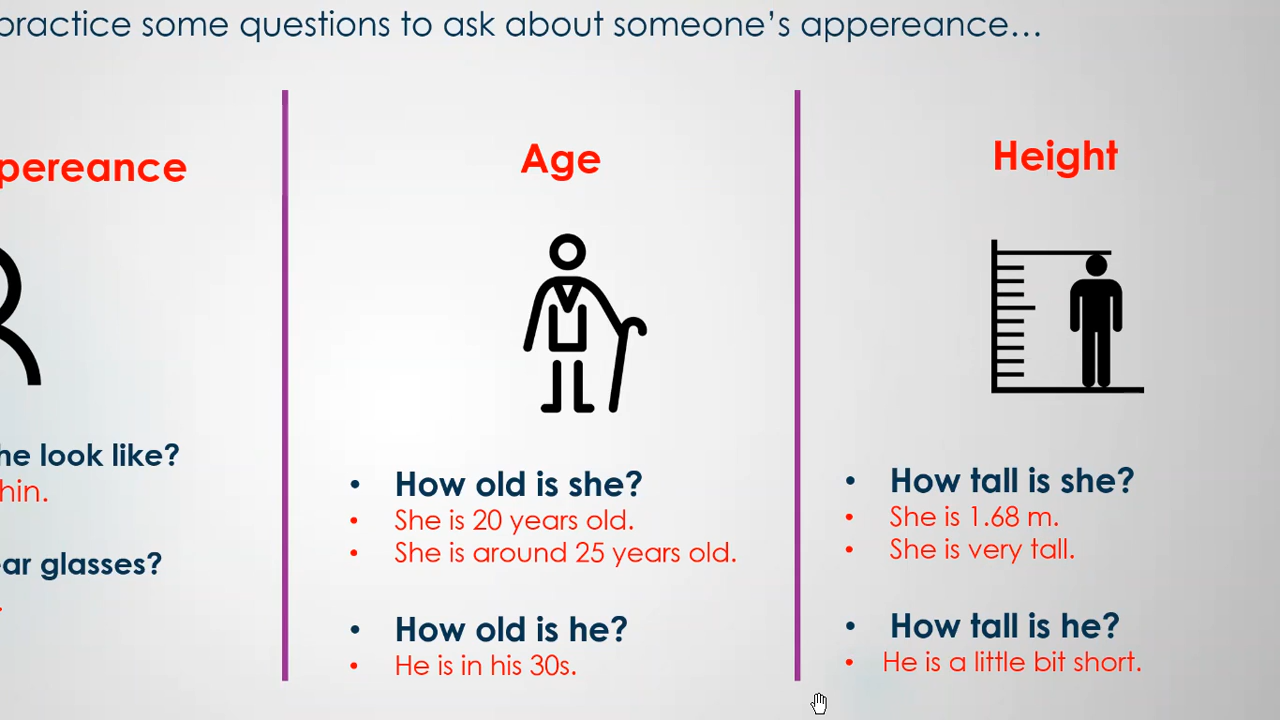 practice some questions to ask about someone's appereance…
pereance
he look like?
hin.
ar glasses?
Age
• How old is she?
• She is 20 years old.
• She is around 25 years old.
• How old is he?
• He is in his 30s.
Height
• How tall is she?
• She is 1.68 m.
• She is very tall.
• How tall is he?
• He is a little bit short.